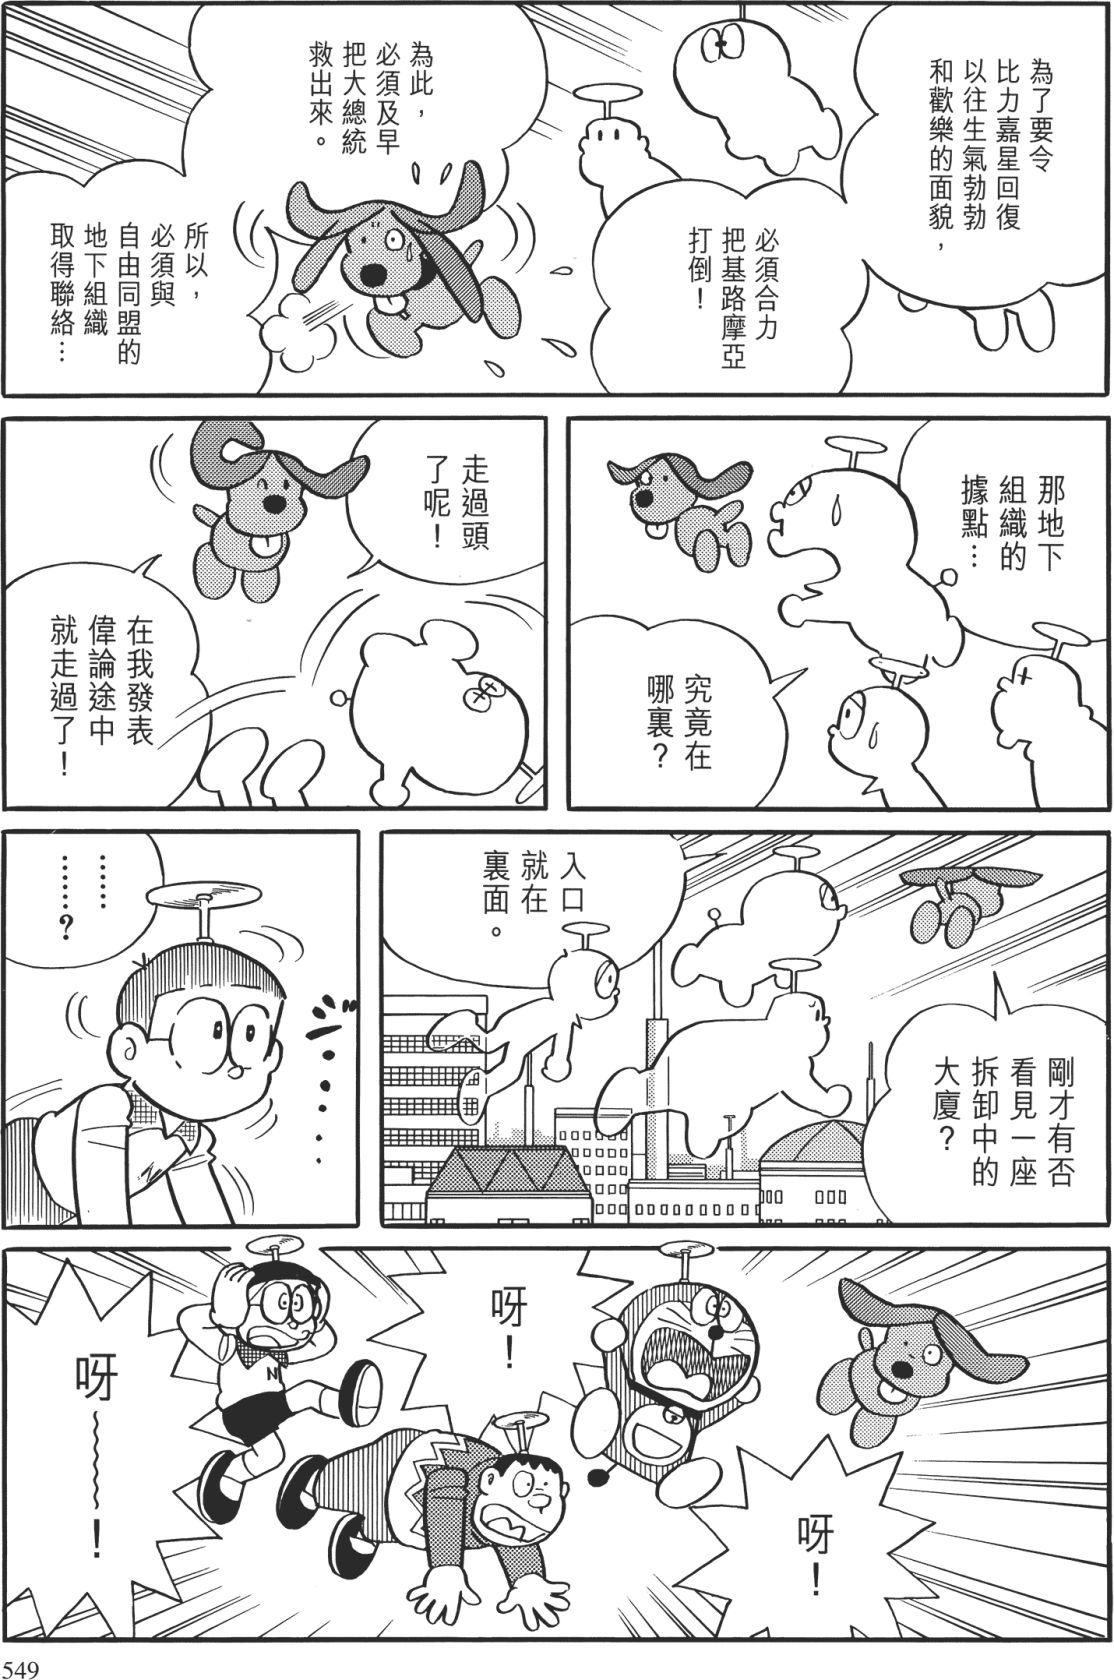 為了要令
比力嘉星回復
以往生氣勃勃
和歡樂的面貌，
必須合力
把基路摩亞
打倒！
為此，
必須及早
把大總統
救出來。
所以，
必須與
自由同盟的
地下組織
取得聯絡…
那地下
組織的
據點…
究竟在
哪裏？
走過頭
了呢！
在我發表
偉論途中
就走過了！
剛才有否
看見一座
拆卸中的
大廈？
入口
就在
裏面。
……
……?
呀！
呀！
呀～～～！
N
549